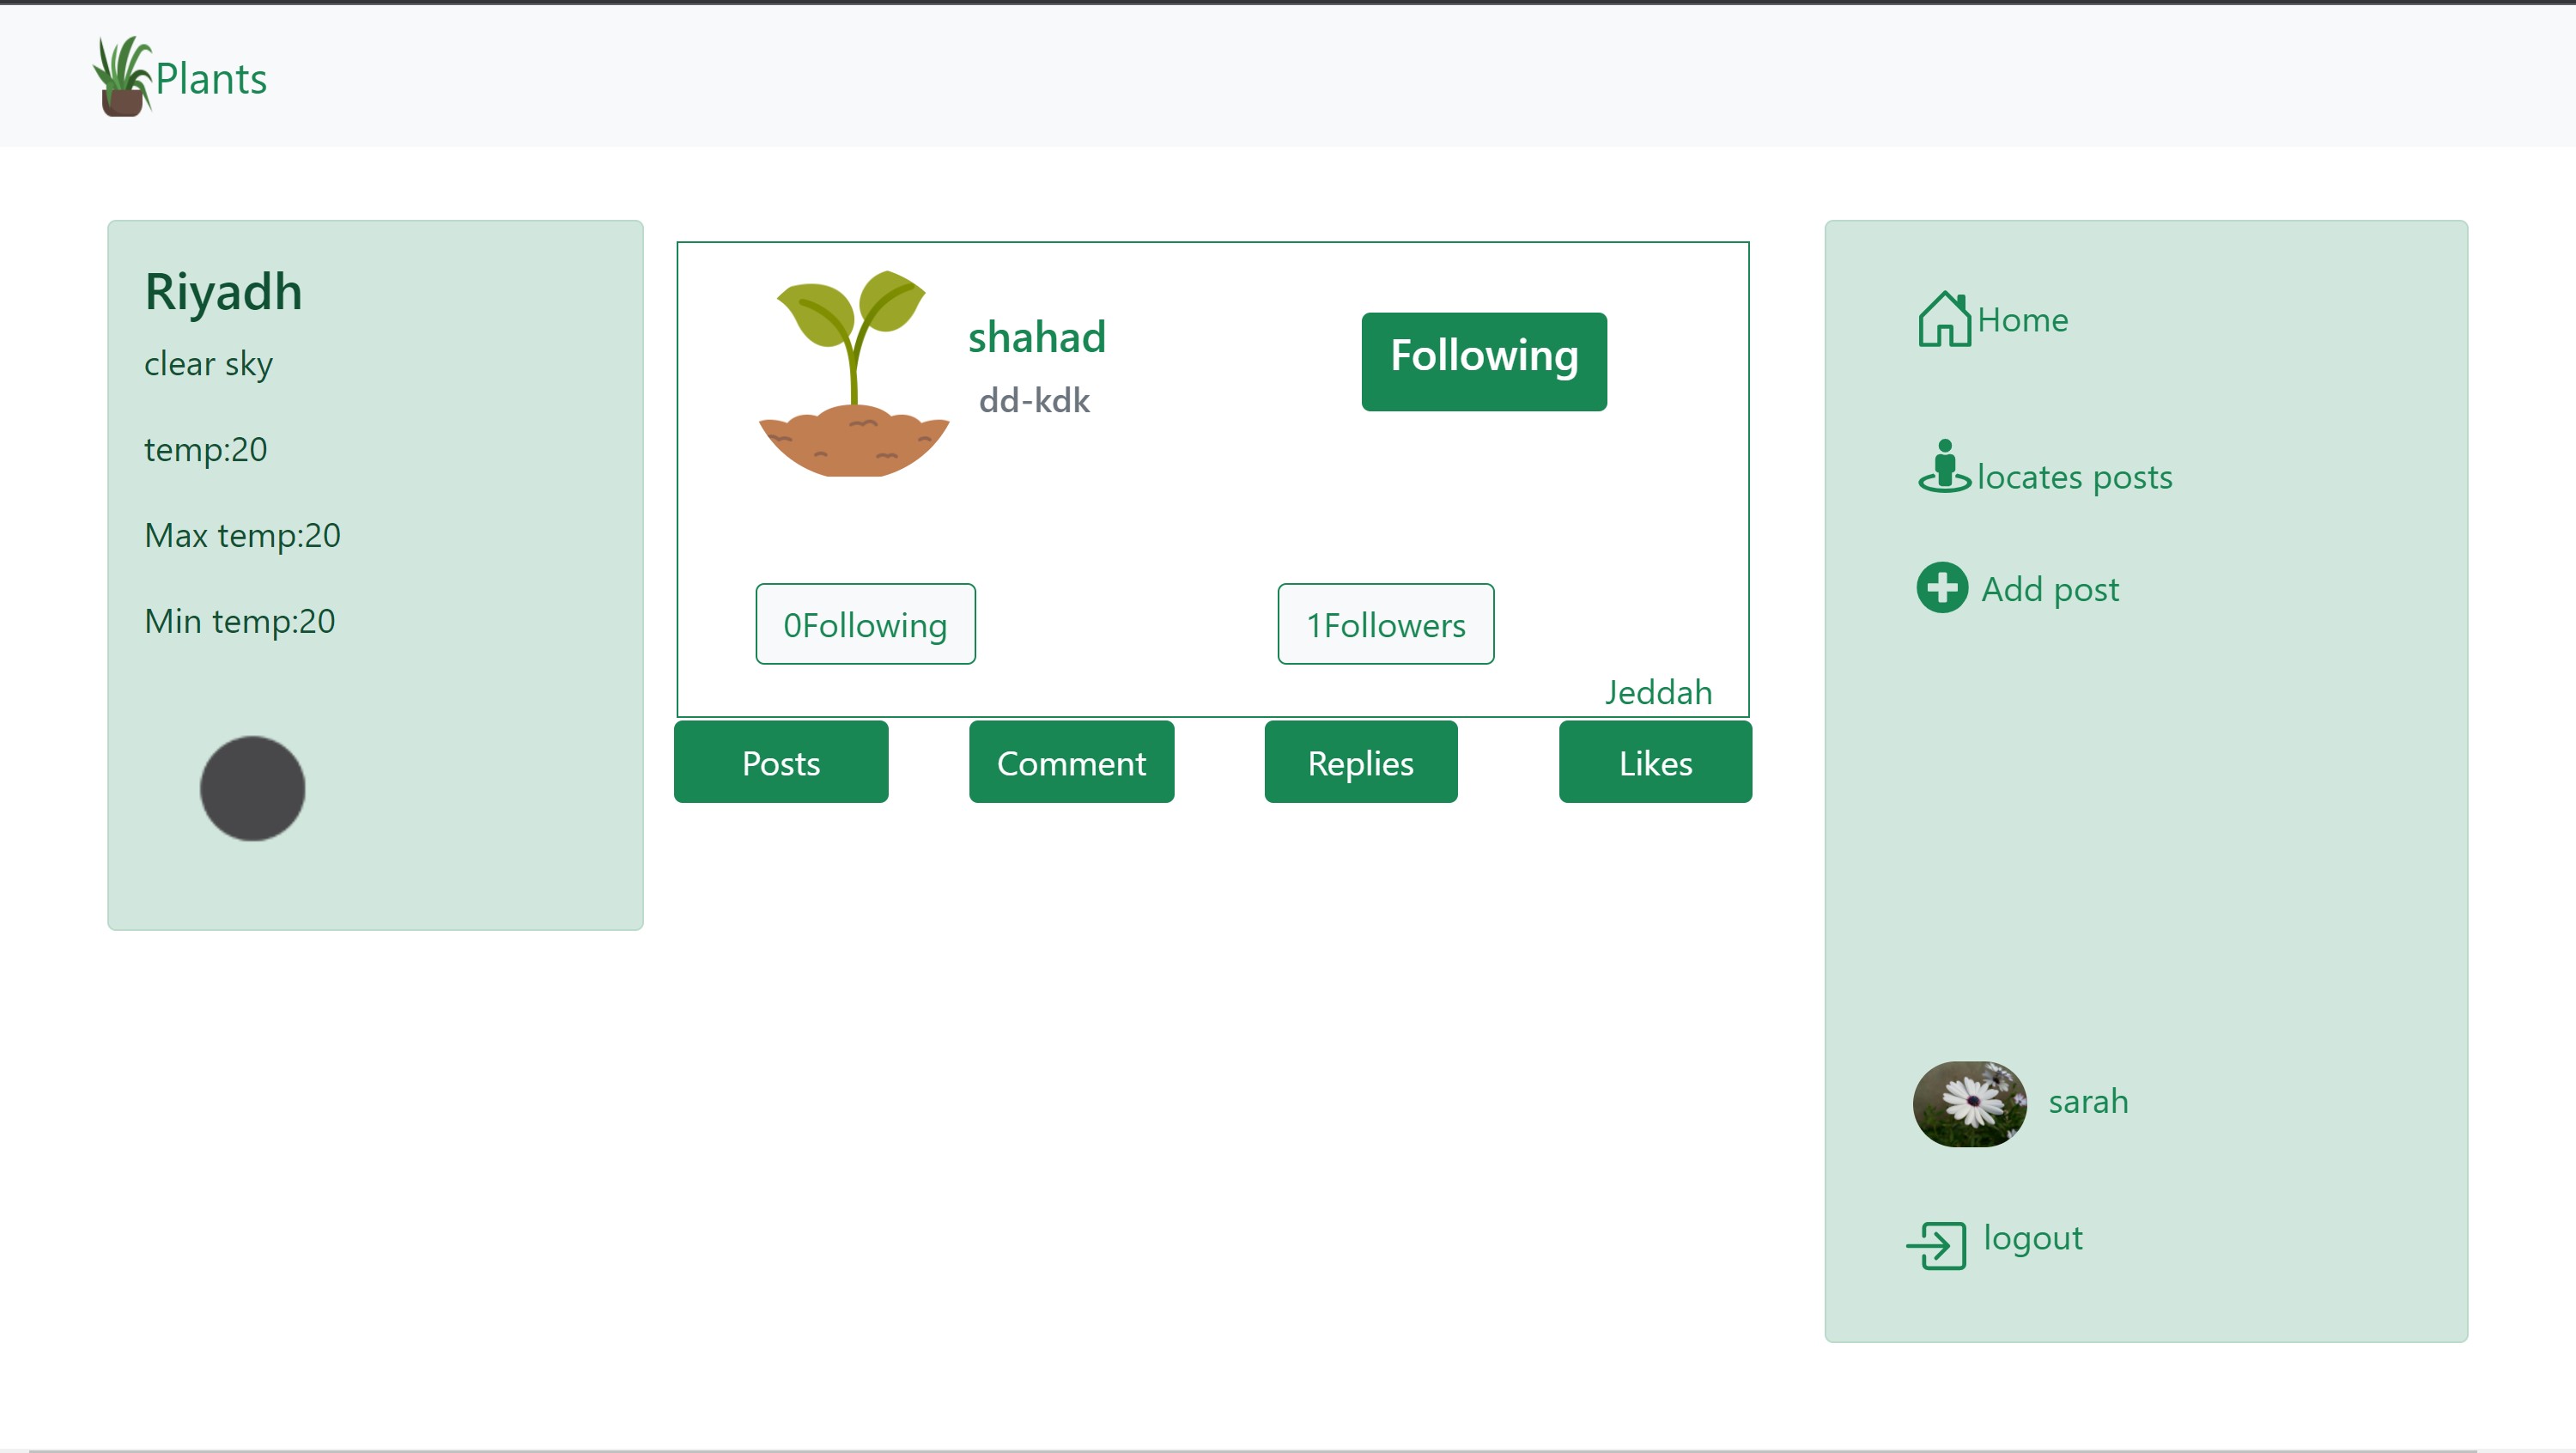 Plants
Riyadh
clear sky
temp:20
Max temp:20
Min temp:20
shahad
dd-kdk
Following
0Following
1Followers
Jeddah
Posts
Comment
Replies
Likes
Home
locates posts
Add post
sarah
logout